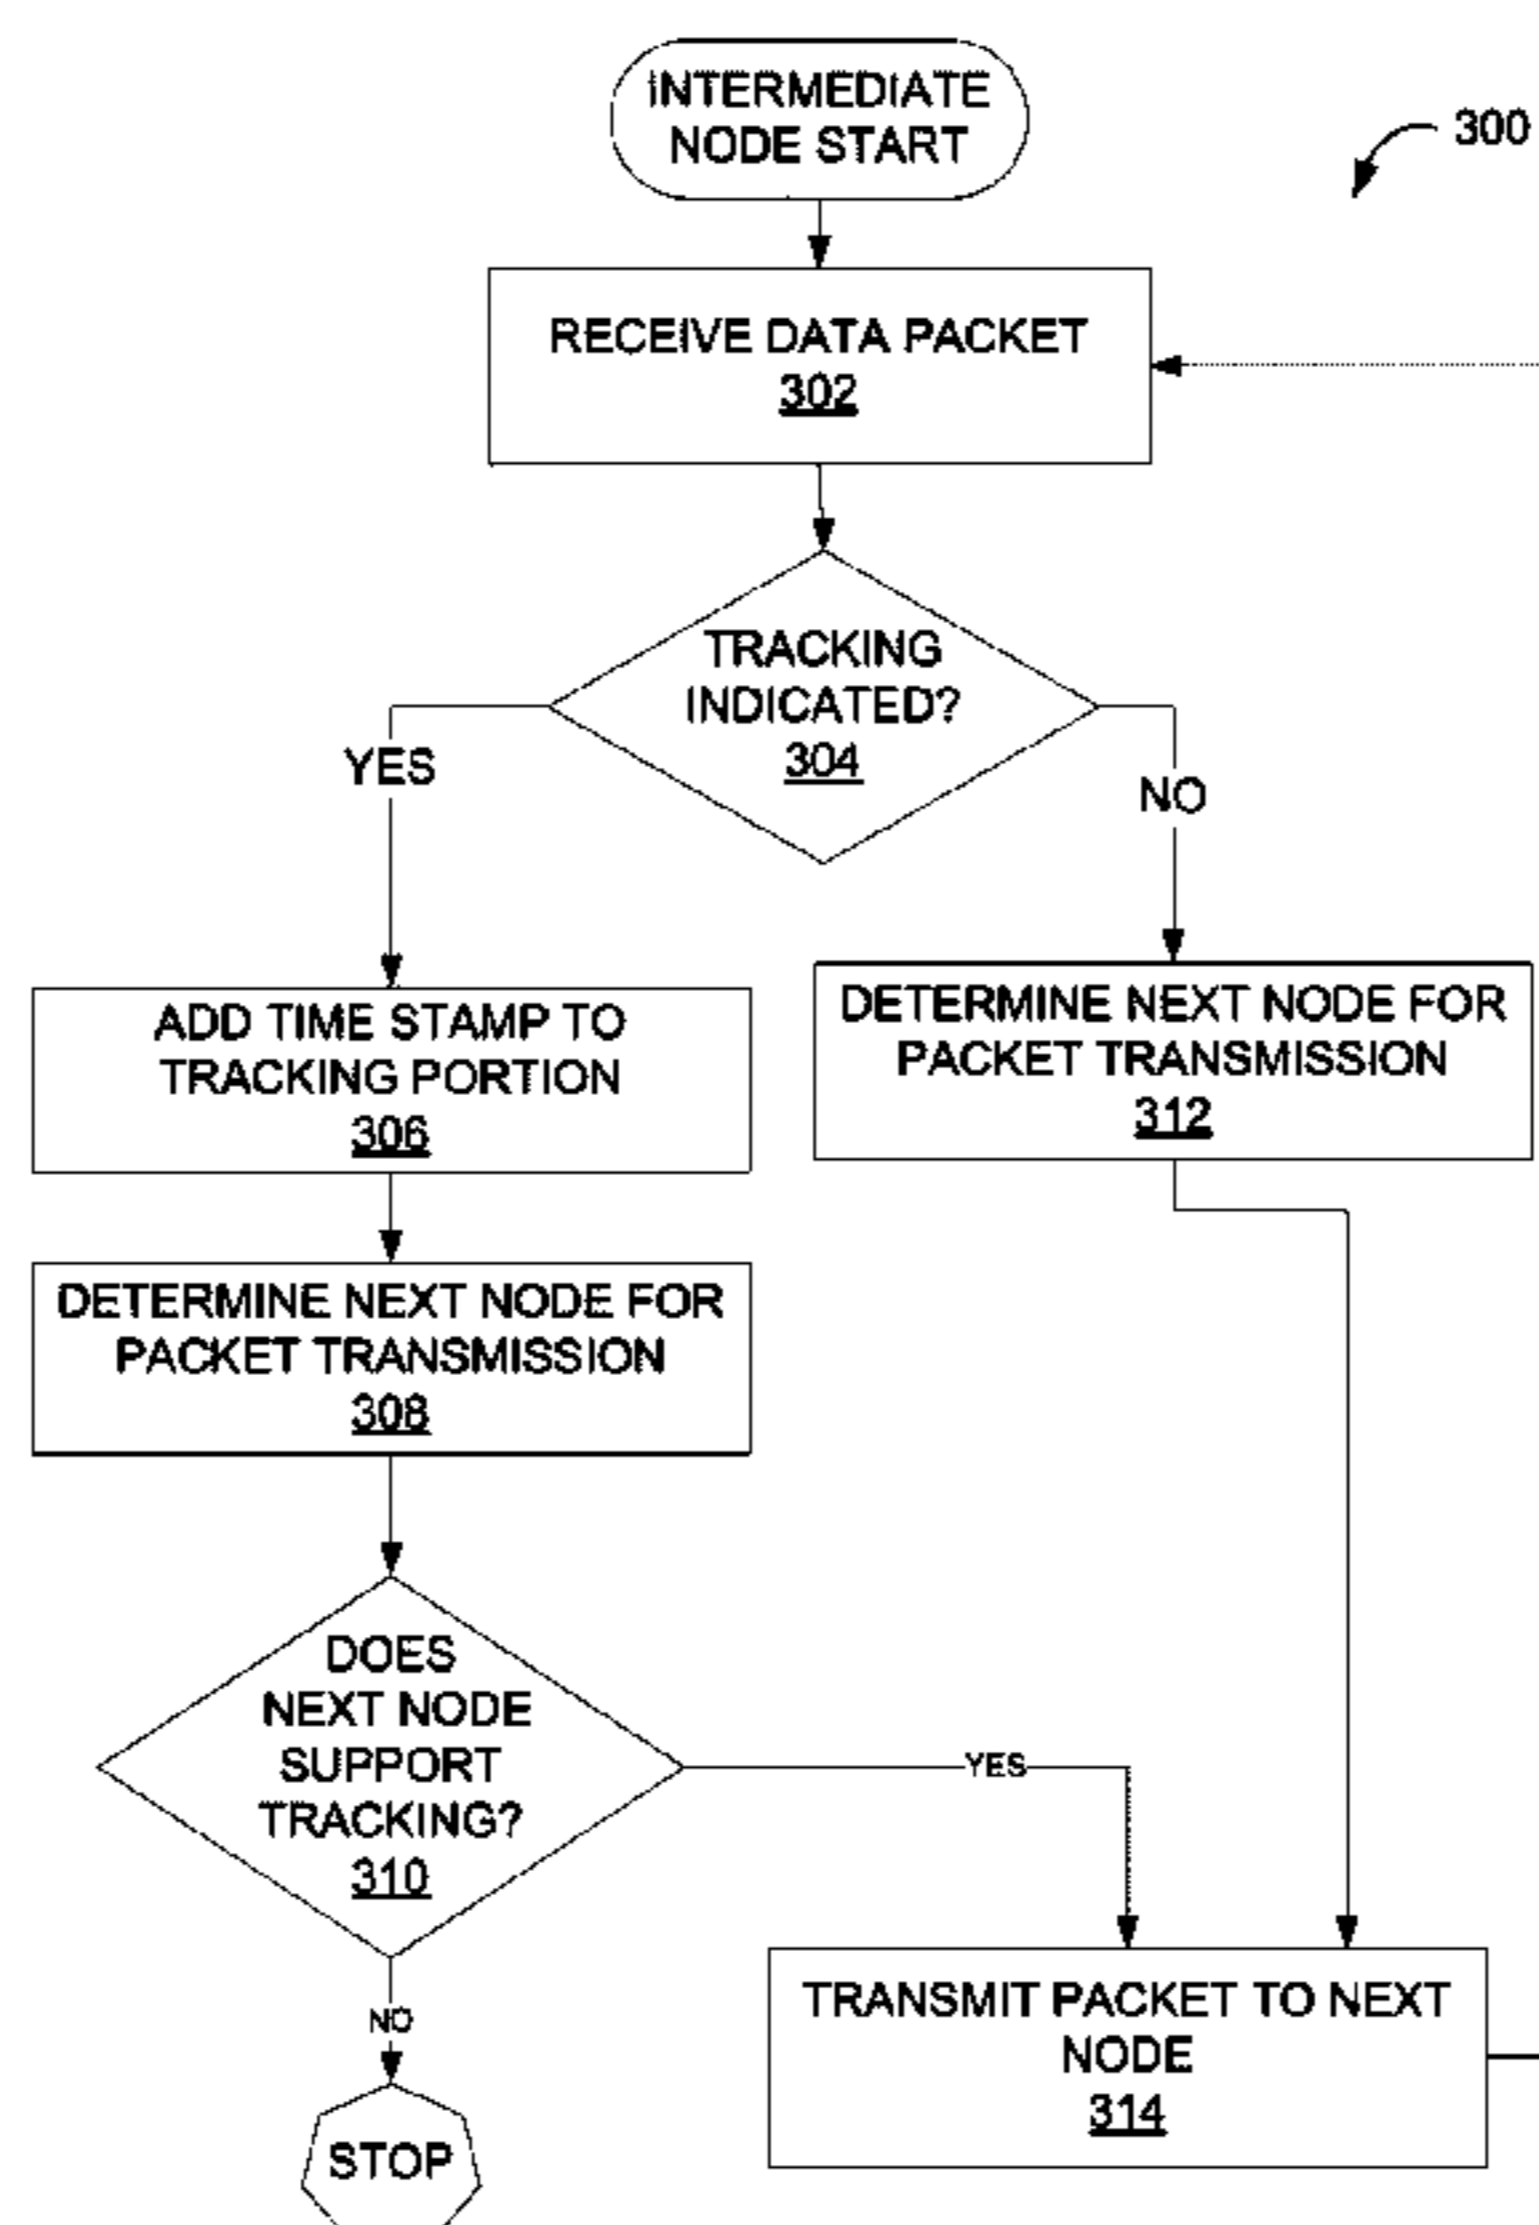 INTERMEDIATE
NODE START
300
RECEIVE DATA PACKET
302
TRACKING
INDICATED?
304
YES
NO
ADD TIME STAMP TO
TRACKING PORTION
306
DETERMINE NEXT NODE FOR
PACKET TRANSMISSION
312
DETERMINE NEXT NODE FOR
PACKET TRANSMISSION
308
DOES
NEXT NODE
SUPPORT
TRACKING?
310
YES
NO
TRANSMIT PACKET TO NEXT
NODE
314
STOP